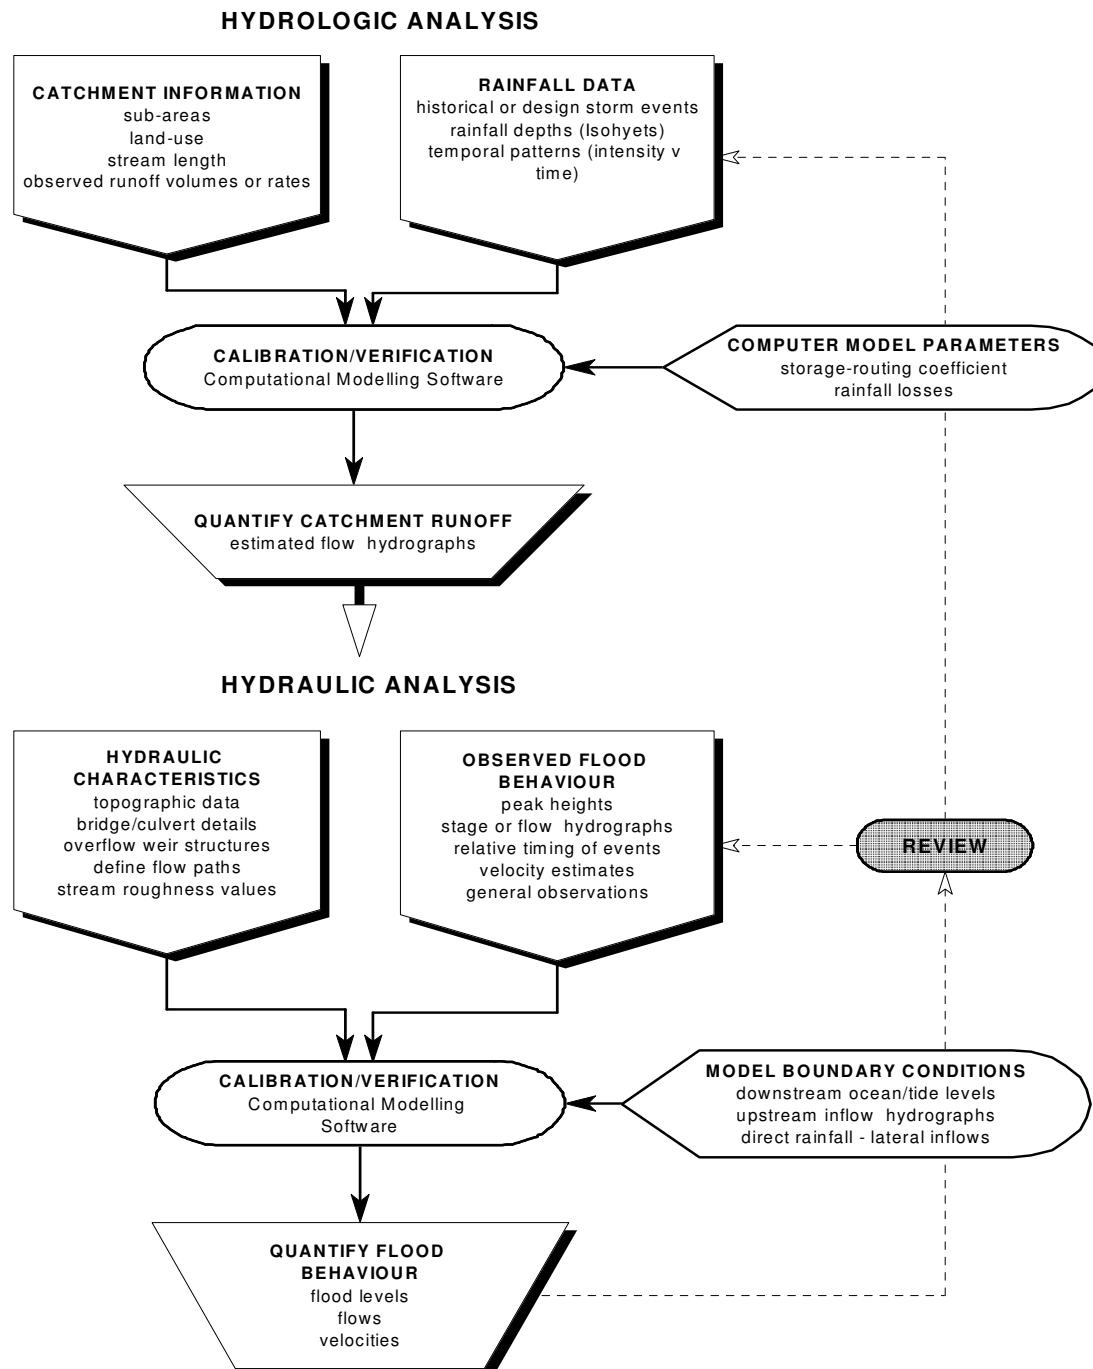 HYDROLOGIC ANALYSIS
CATCHMENT INFORMATION
sub-areas
land-use
stream length
observed runoff volumes or rates
RAINFALL DATA
historical or design storm events
rainfall depths (Isohyets)
temporal patterns (intensity v
time)
CALIBRATION/VERIFICATION
Computational Modelling Software
COMPUTER MODEL PARAMETERS
storage-routing coefficient
rainfall losses
QUANTIFY CATCHMENT RUNOFF
estimated flow hydrographs
HYDRAULIC ANALYSIS
HYDRAULIC
CHARACTERISTICS
topographic data
bridge/culvert details
overflow weir structures
define flow paths
stream roughness values
OBSERVED FLOOD
BEHAVIOUR
peak heights
stage or flow hydrographs
relative timing of events
velocity estimates
general observations
REVIEW
CALIBRATION/VERIFICATION
Computational Modelling
Software
MODEL BOUNDARY CONDITIONS
downstream ocean/tide levels
upstream inflow hydrographs
direct rainfall - lateral inflows
QUANTIFY FLOOD
BEHAVIOUR
flood levels
flows
velocities